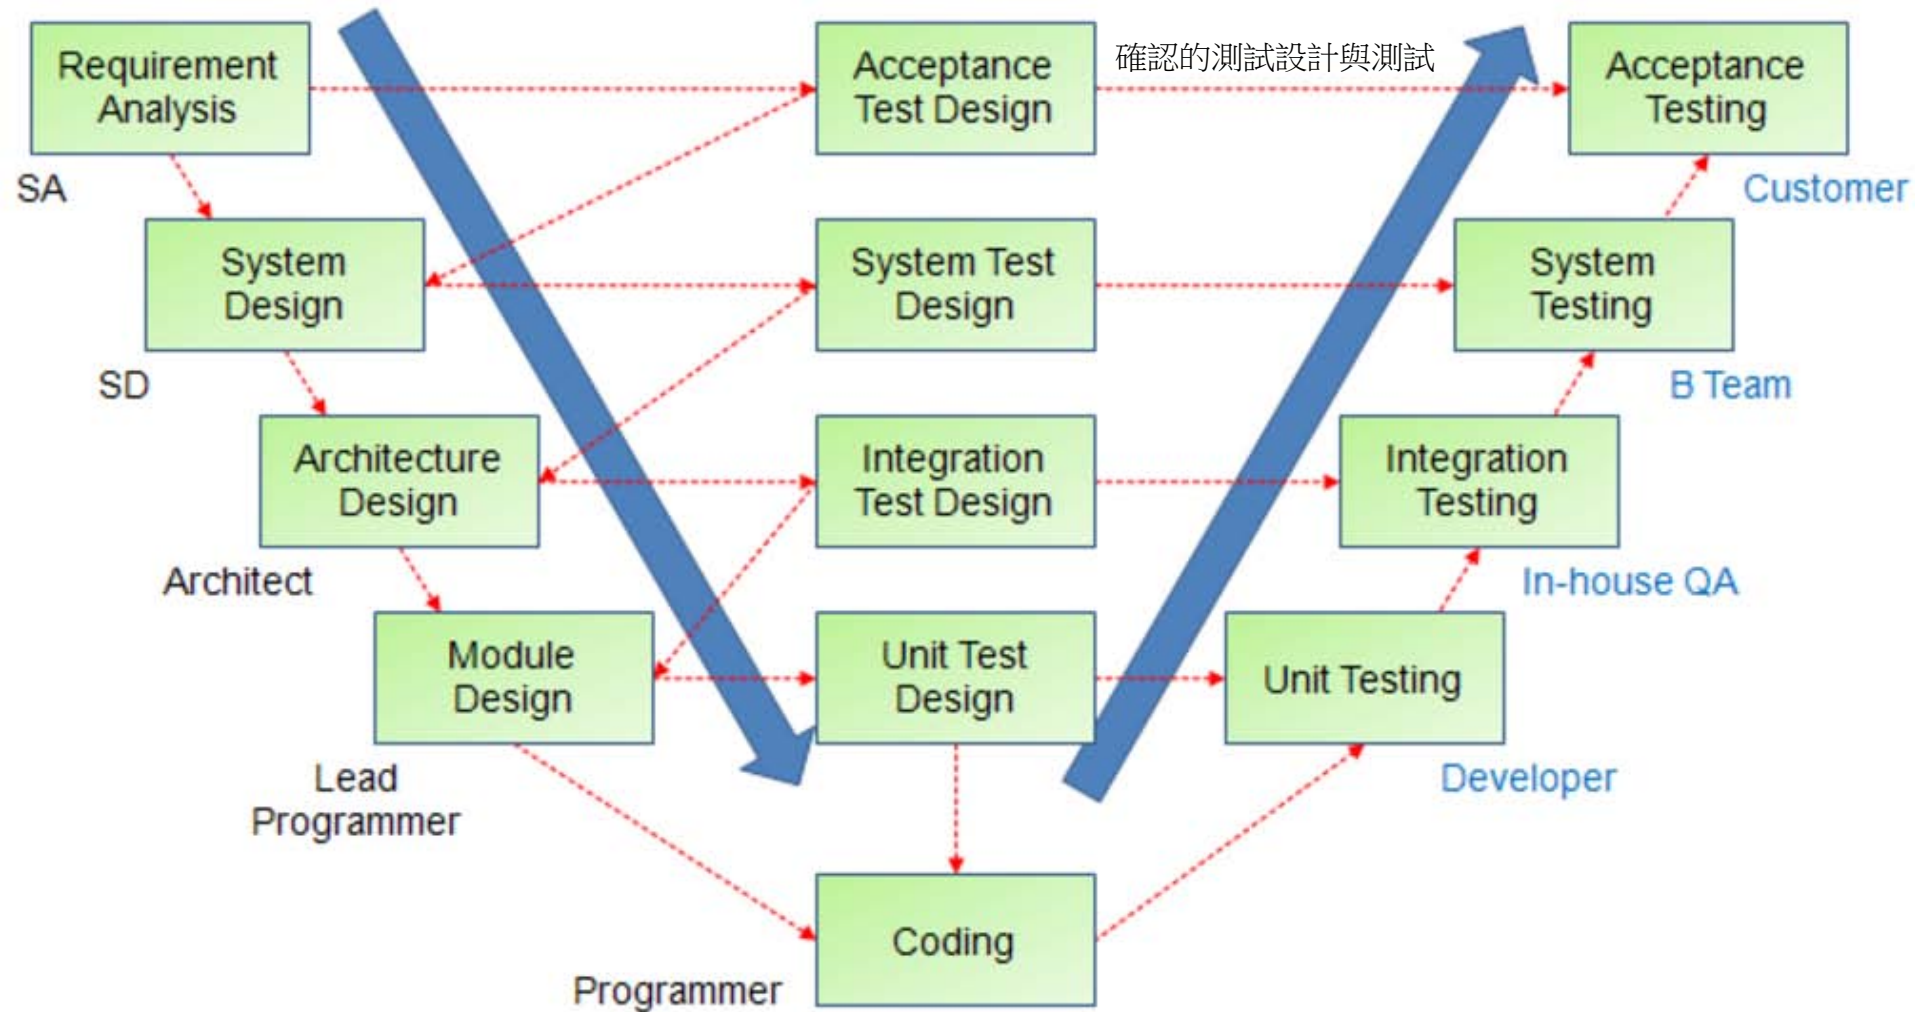 Requirement
Analysis
Acceptance
Test Design
確認的測試設計與測試
Acceptance
Testing
SA
Customer
System
Design
System Test
Design
System
Testing
SD
B Team
Architecture
Design
Integration
Test Design
Integration
Testing
Architect
In-house QA
Module
Design
Unit Test
Design
Unit Testing
Lead
Programmer
Developer
Coding
Programmer